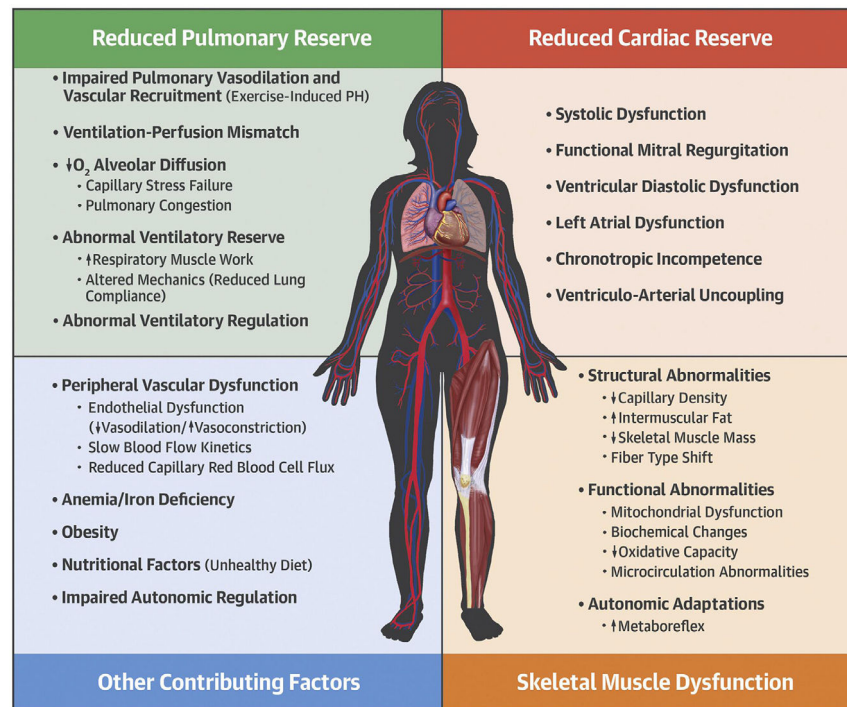 Reduced Pulmonary Reserve
• Impaired Pulmonary Vasodilation and
Vascular Recruitment (Exercise-Induced PH)
• Ventilation-Perfusion Mismatch
• ↓O₂ Alveolar Diffusion
• Capillary Stress Failure
• Pulmonary Congestion
• Abnormal Ventilatory Reserve
• ↑Respiratory Muscle Work
• Altered Mechanics (Reduced Lung
Compliance)
• Abnormal Ventilatory Regulation
Reduced Cardiac Reserve
• Systolic Dysfunction
• Functional Mitral Regurgitation
• Ventricular Diastolic Dysfunction
• Left Atrial Dysfunction
• Chronotropic Incompetence
• Ventriculo-Arterial Uncoupling
• Peripheral Vascular Dysfunction
• Endothelial Dysfunction
(↓Vasodilation/↑Vasoconstriction)
• Slow Blood Flow Kinetics
• Reduced Capillary Red Blood Cell Flux
• Anemia/Iron Deficiency
• Obesity
• Nutritional Factors (Unhealthy Diet)
• Impaired Autonomic Regulation
Other Contributing Factors
• Structural Abnormalities
• ↓Capillary Density
• ↑Intermuscular Fat
• ↓Skeletal Muscle Mass
• Fiber Type Shift
• Functional Abnormalities
• Mitochondrial Dysfunction
• Biochemical Changes
• ↓Oxidative Capacity
• Microcirculation Abnormalities
• Autonomic Adaptations
• ↑Metaboreflex
Skeletal Muscle Dysfunction